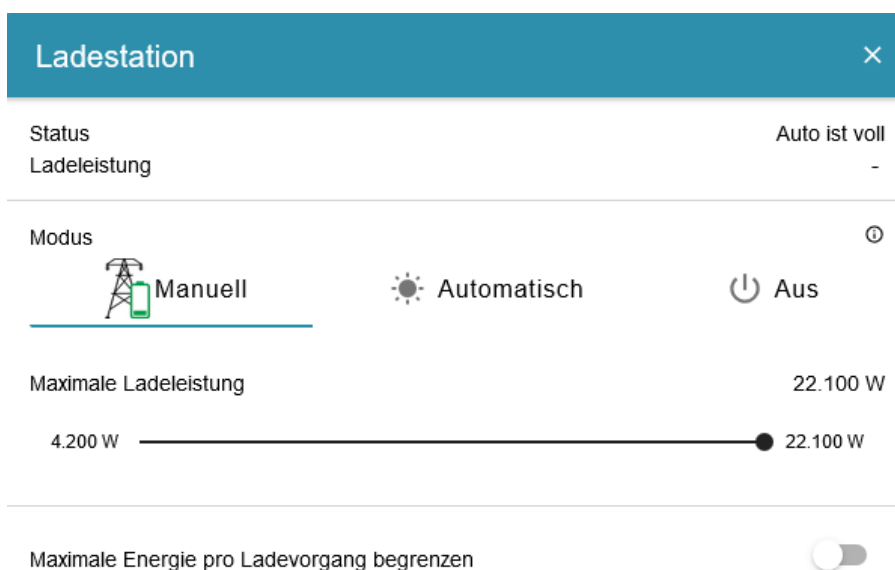 Ladestation
Status Auto ist voll
Ladeleistung -
Modus
Manuell Automatisch Aus
Maximale Ladeleistung 22.100 W
4.200 W 22.100 W
Maximale Energie pro Ladevorgang begrenzen